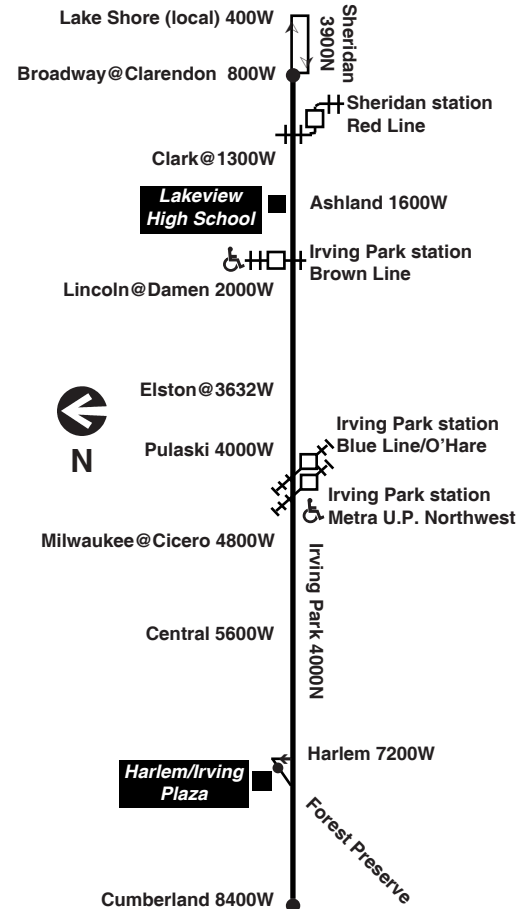 Lake Shore (local) 400W
Sheridan
3900N
Broadway@Clarendon 800W
Sheridan station
Red Line
Clark@1300W
Lakeview
High School
Ashland 1600W
Irving Park station
Brown Line
Lincoln@Damen 2000W
Elston@3632W
N
Pulaski 4000W
Irving Park station
Blue Line/O'Hare
Irving Park station
Metra U.P. Northwest
Milwaukee@Cicero 4800W
Irving Park 4000N
Central 5600W
Harlem 7200W
Harlem/Irving
Plaza
Forest Preserve
Cumberland 8400W